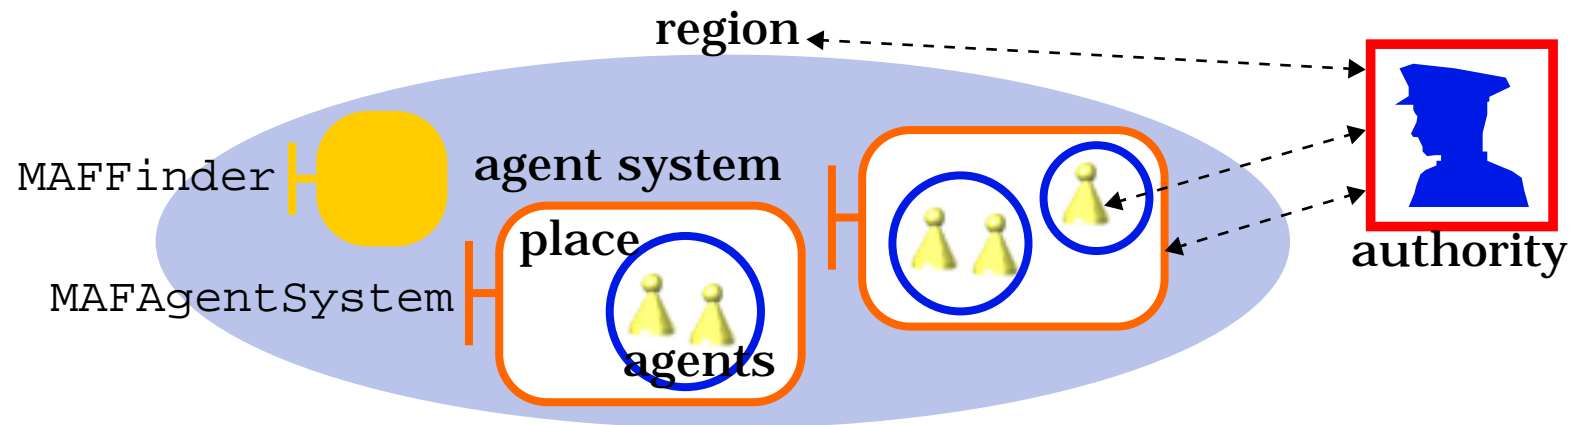 region
MAFFinder
agent system
place
authority
MAFAgentSystem
agents